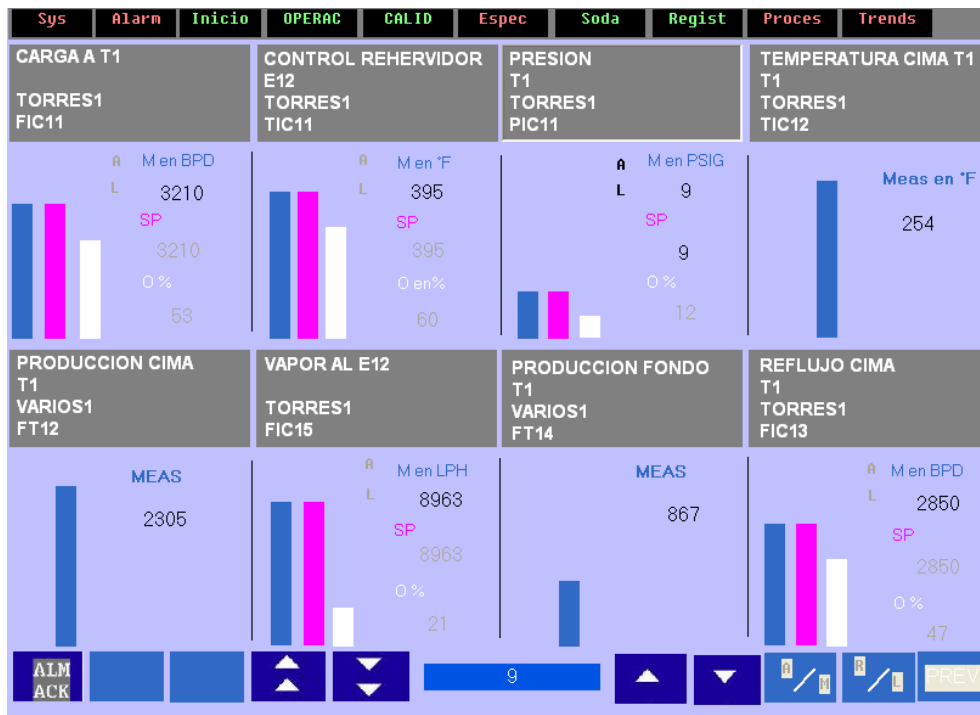 Sys Alarm Inicio OPERAC CALID Espec Soda Regist Proces Trends
CARGA A T1
TORRES1
FIC11
CONTROL REHERVIDOR
E12
TORRES1
TIC11
PRESION
T1
TORRES1
PIC11
TEMPERATURA CIMA T1
T1
TORRES1
TIC12
A M en BPD
L 3210
SP
3210
O %
53
A M en °F
L 395
SP
395
O en%
60
A M en PSIG
L 9
SP
9
O %
12
Meas en °F
254
PRODUCCION CIMA
T1
VARIOS1
FT12
VAPOR AL E12
TORRES1
FIC15
PRODUCCION FONDO
T1
VARIOS1
FT14
REFLUJO CIMA
T1
TORRES1
FIC13
MEAS
2305
A M en LPH
L 8963
SP
8963
O %
21
MEAS
867
A M en BPD
L 2850
SP
2850
O %
47
ALM
ACK
9
A/M
R/L
PREV